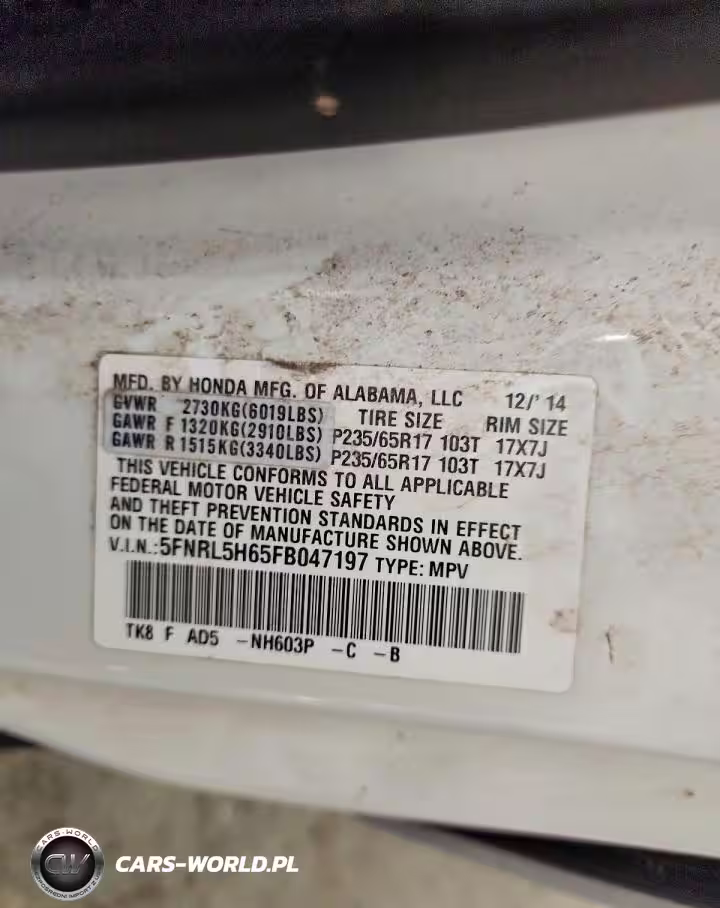 MFD. BY HONDA MFG. OF ALABAMA, LLC 12/' 14
GVWR 2730KG(6019LBS) TIRE SIZE RIM SIZE
GAWR F 1320KG(2910LBS) P235/65R17 103T 17X7J
GAWR R 1515KG(3340LBS) P235/65R17 103T 17X7J
THIS VEHICLE CONFORMS TO ALL APPLICABLE
FEDERAL MOTOR VEHICLE SAFETY
AND THEFT PREVENTION STANDARDS IN EFFECT
ON THE DATE OF MANUFACTURE SHOWN ABOVE.
V.I.N.:5FNRL5H65FB047197 TYPE: MPV
TK8 F AD5 -NH603P -C -B
CARS-WORLD
CW
CARS-WORLD.PL